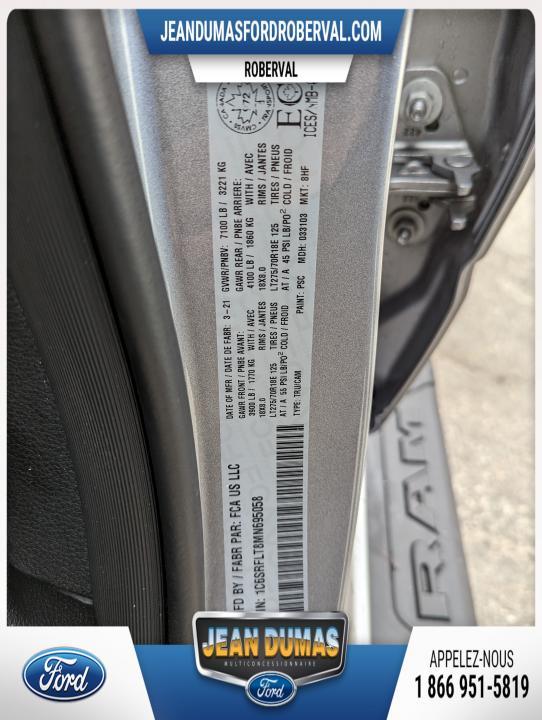 JEANDUMASFORDROBERVAL.COM
ROBERVAL
MFD BY / FABR PAR: FCA US LLC
DATE OF MFR / DATE DE FABR: 3-21
GVWR/PNBV: 7100 LB / 3221 KG
GAWR FRONT / PNBE AVANT:
GAWR REAR / PNBE ARRIERE:
3900 LB / 1770 KG WITH / AVEC
4100 LB / 1860 KG WITH / AVEC
18X8.0 RIMS / JANTES
18X8.0 RIMS / JANTES
LT275/70R18E 125 TIRES / PNEUS
LT275/70R18E 125 TIRES / PNEUS
AT / A 55 PSI LB/PO² COLD / FROID
AT / A 45 PSI LB/PO² COLD / FROID
VIN: 1C6SRFLT8MN695058
TYPE: TRU/CAM
PAINT: PSC MDH: 033103 MKT: 8HF
CMVSS
72
RAM
JEAN DUMAS
MULTICONCESSIONNAIRE
Ford
Ford
APPELEZ-NOUS
1 866 951-5819